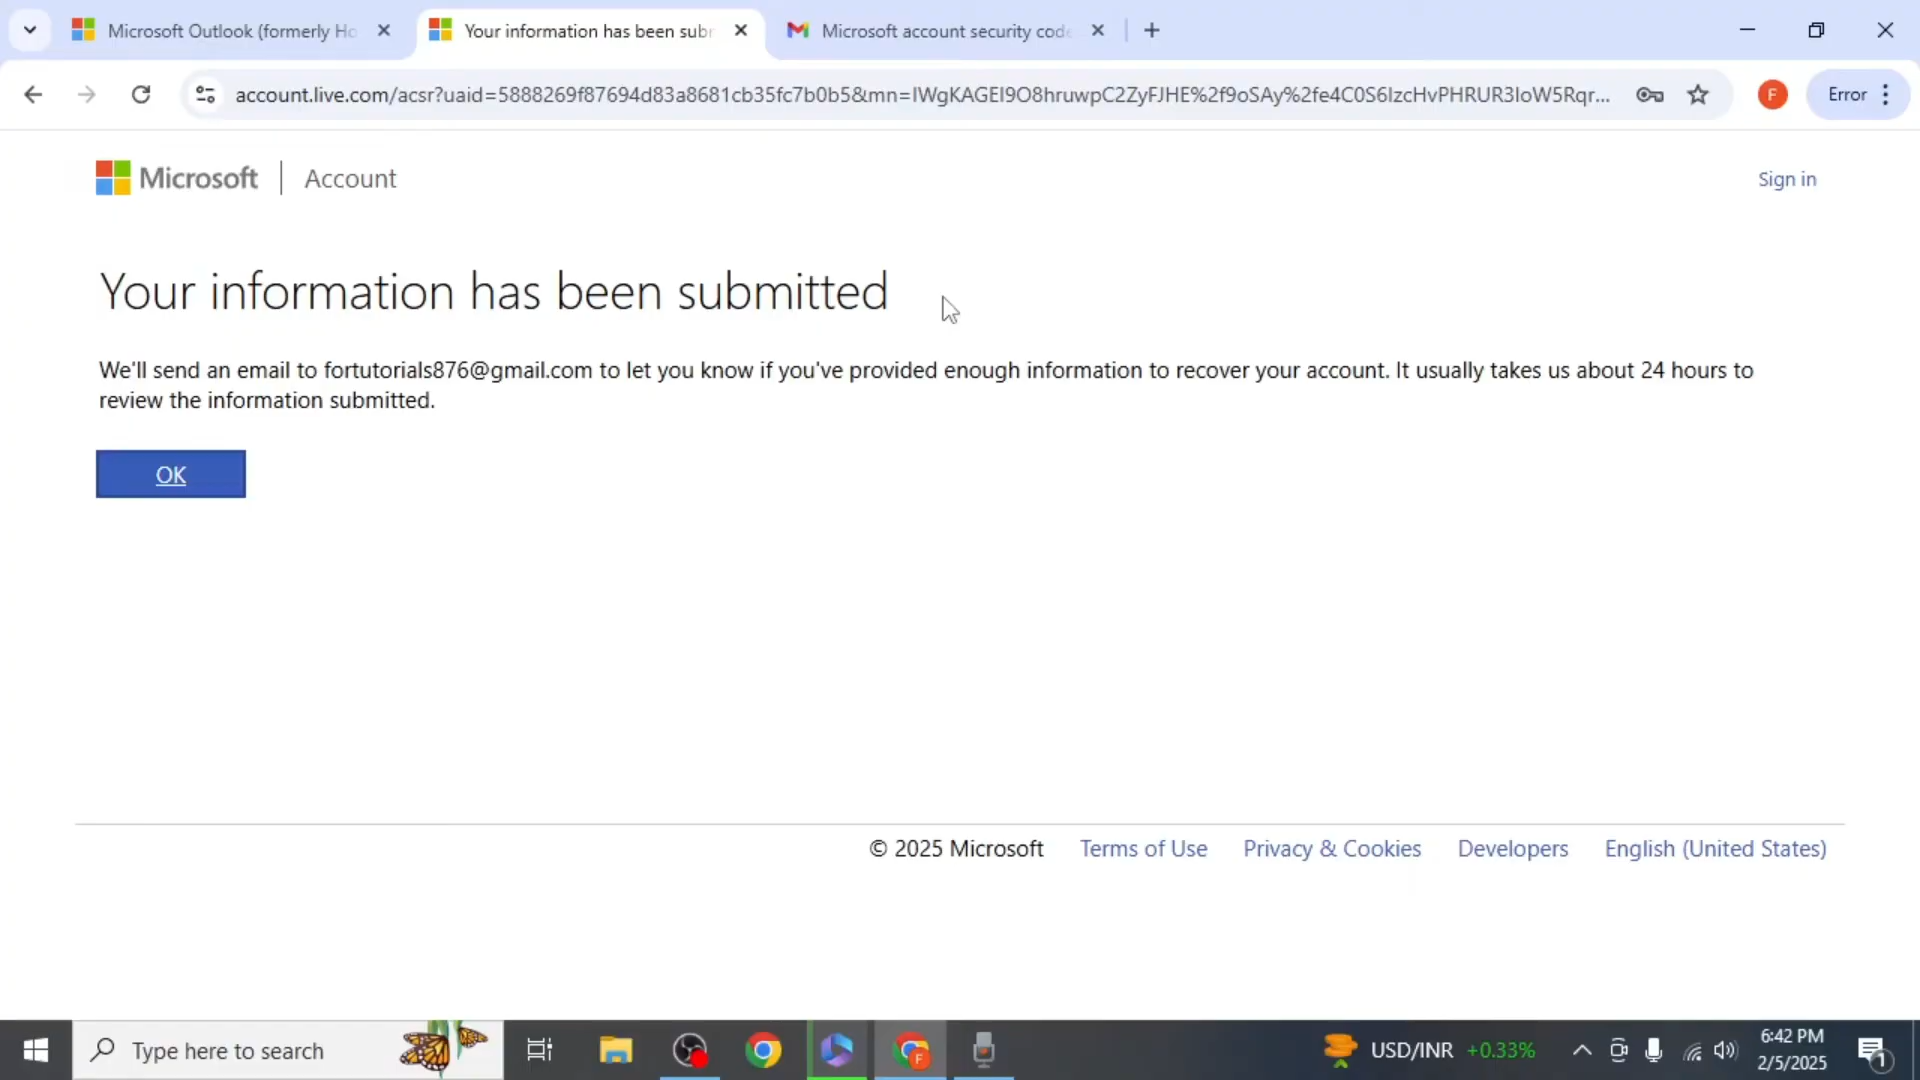 Microsoft Outlook (formerly Ho
Your information has been subr
Microsoft account security code
account.live.com/acsr?uaid=5888269f87694d83a8681cb35fc7b0b5&mn=IWgKAGEI9O8hruwpC2ZyFJHE%2f9oSAy%2fe4C0S6IzcHvPHRUR3IoW5Rqr...
F
Error
Microsoft
Account
Sign in
Your information has been submitted
We'll send an email to fortutorials876@gmail.com to let you know if you've provided enough information to recover your account. It usually takes us about 24 hours to
review the information submitted.
OK
© 2025 Microsoft
Terms of Use
Privacy & Cookies
Developers
English (United States)
Type here to search
F
USD/INR +0.33%
6:42 PM
2/5/2025
1